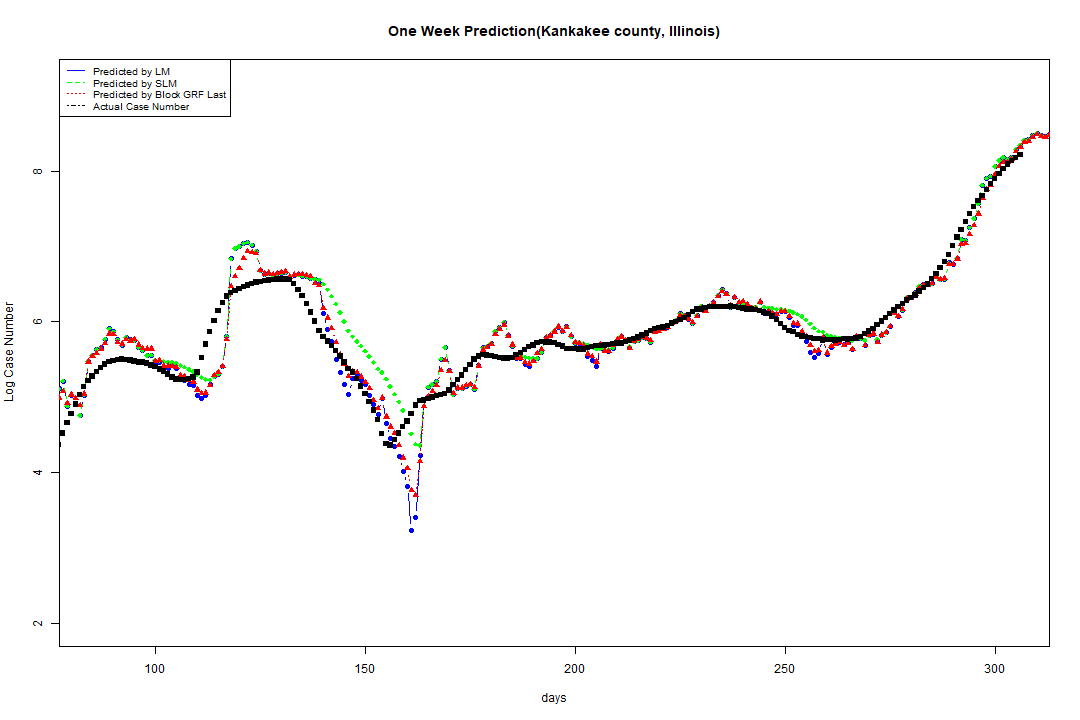 One Week Prediction(Kankakee county, Illinois)
Predicted by LM
Predicted by SLM
Predicted by Block GRF Last
Actual Case Number
Log Case Number
8
6
4
2
100 150 200 250 300
days